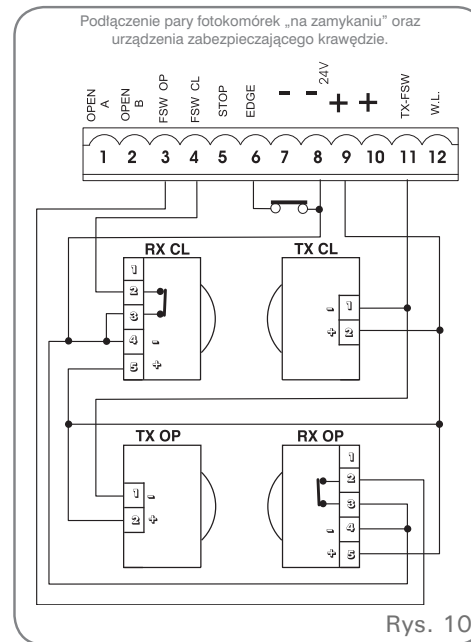 Podłączenie pary fotokomórek „na zamykaniu” oraz
urządzenia zabezpieczającego krawędzie.
OPEN A
OPEN B
FSW OP
FSW CL
STOP
EDGE
- - 24V + +
TX-FSW
W.L.
1 2 3 4 5 6 7 8 9 10 11 12
RX CL
1
2
3
4 -
5 +
TX CL
- 1
+ 2
TX OP
1 -
2 +
RX OP
1
2
3
- 4
+ 5
Rys. 10